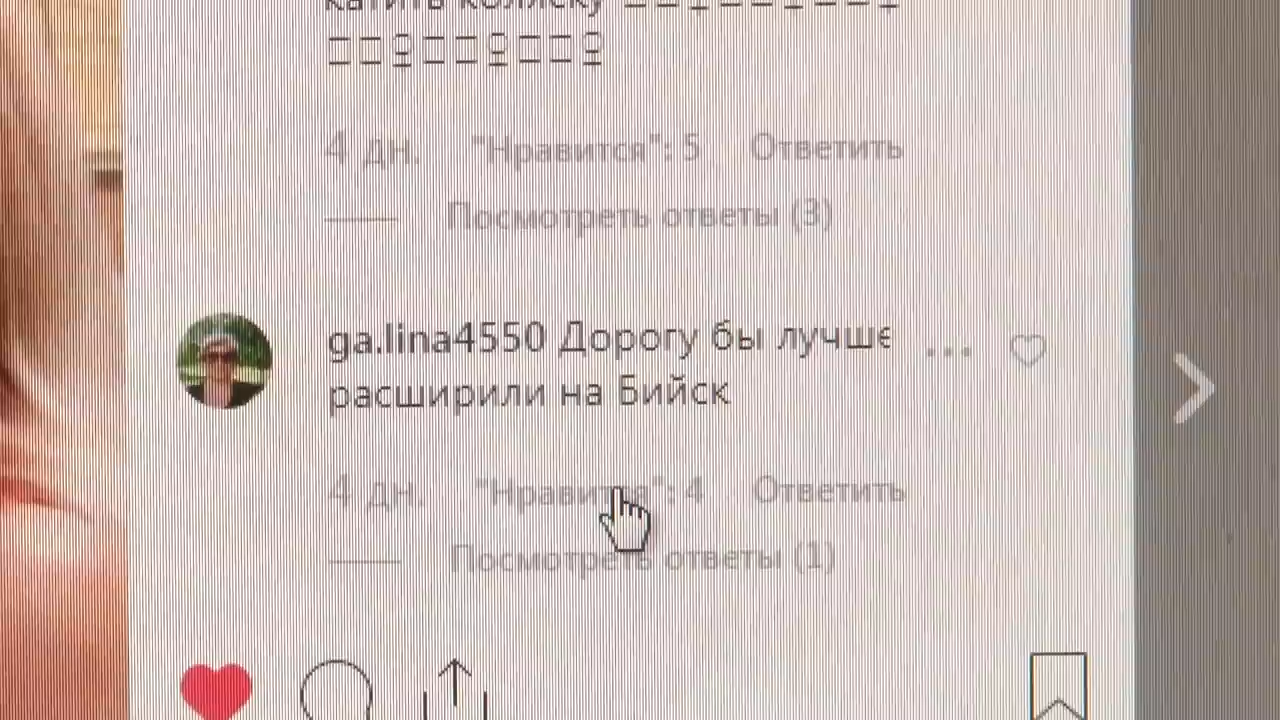 катить коляску
4 дн. "Нравится": 5 Ответить
Посмотреть ответы (3)
ga.lina4550 Дорогу бы лучше
расширили на Бийск
4 дн. "Нравится": 4 Ответить
Посмотреть ответы (1)